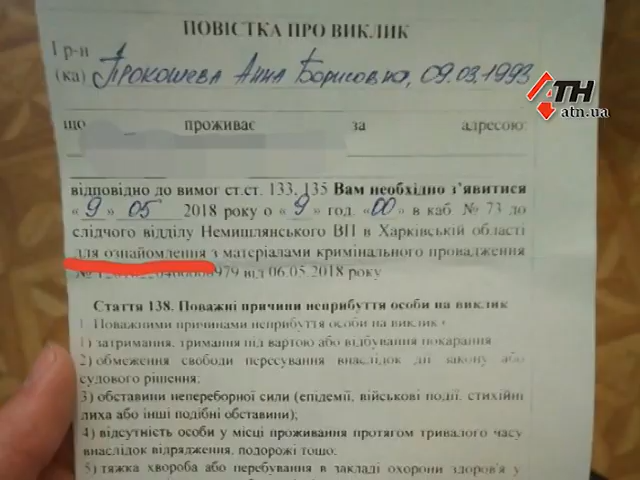 ПОВІСТКА ПРО ВИКЛИК
Гр-н
(ка) Прокошева Анна Борисовна, 09.03.1993
АТН
atn.ua
що проживає за адресою:
відповідно до вимог ст.ст. 133, 135 Вам необхідно з'явитися
« 9 » 05 2018 року о « 9 » год. «00» в каб № 73 до
слідчого відділу Немишлянського ВП в Харківській області
для ознайомлення з матеріалами кримінального провадження
№ 979 від 06.05.2018 року
Стаття 138. Поважні причини неприбуття особи на виклик
1. Поважними причинами неприбуття особи на виклик є
1) затримання, тримання під вартою або відбування покарання
2) обмеження свободи пересування внаслідок дії закону або
судового рішення;
3) обставини непереборної сили (епідемії, військові події, стихійні
лиха або інші подібні обставини);
4) відсутність особи у місці проживання протягом тривалого часу
внаслідок відрядження, подорожі тощо;
5) тяжка хвороба або перебування в закладі охорони здоров'я у